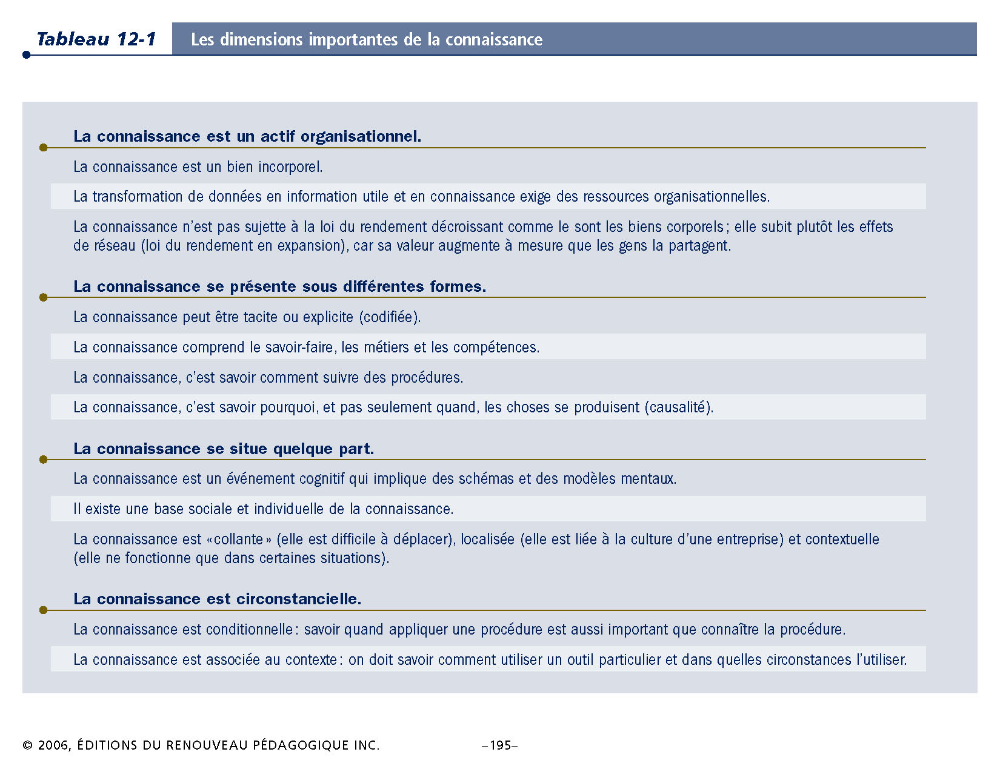 Tableau 12-1 Les dimensions importantes de la connaissance
La connaissance est un actif organisationnel.
La connaissance est un bien incorporel.
La transformation de données en information utile et en connaissance exige des ressources organisationnelles.
La connaissance n’est pas sujette à la loi du rendement décroissant comme le sont les biens corporels ; elle subit plutôt les effets
de réseau (loi du rendement en expansion), car sa valeur augmente à mesure que les gens la partagent.
La connaissance se présente sous différentes formes.
La connaissance peut être tacite ou explicite (codifiée).
La connaissance comprend le savoir-faire, les métiers et les compétences.
La connaissance, c’est savoir comment suivre des procédures.
La connaissance, c’est savoir pourquoi, et pas seulement quand, les choses se produisent (causalité).
La connaissance se situe quelque part.
La connaissance est un événement cognitif qui implique des schémas et des modèles mentaux.
Il existe une base sociale et individuelle de la connaissance.
La connaissance est « collante » (elle est difficile à déplacer), localisée (elle est liée à la culture d’une entreprise) et contextuelle
(elle ne fonctionne que dans certaines situations).
La connaissance est circonstancielle.
La connaissance est conditionnelle : savoir quand appliquer une procédure est aussi important que connaître la procédure.
La connaissance est associée au contexte : on doit savoir comment utiliser un outil particulier et dans quelles circonstances l’utiliser.
© 2006, ÉDITIONS DU RENOUVEAU PÉDAGOGIQUE INC. –195–